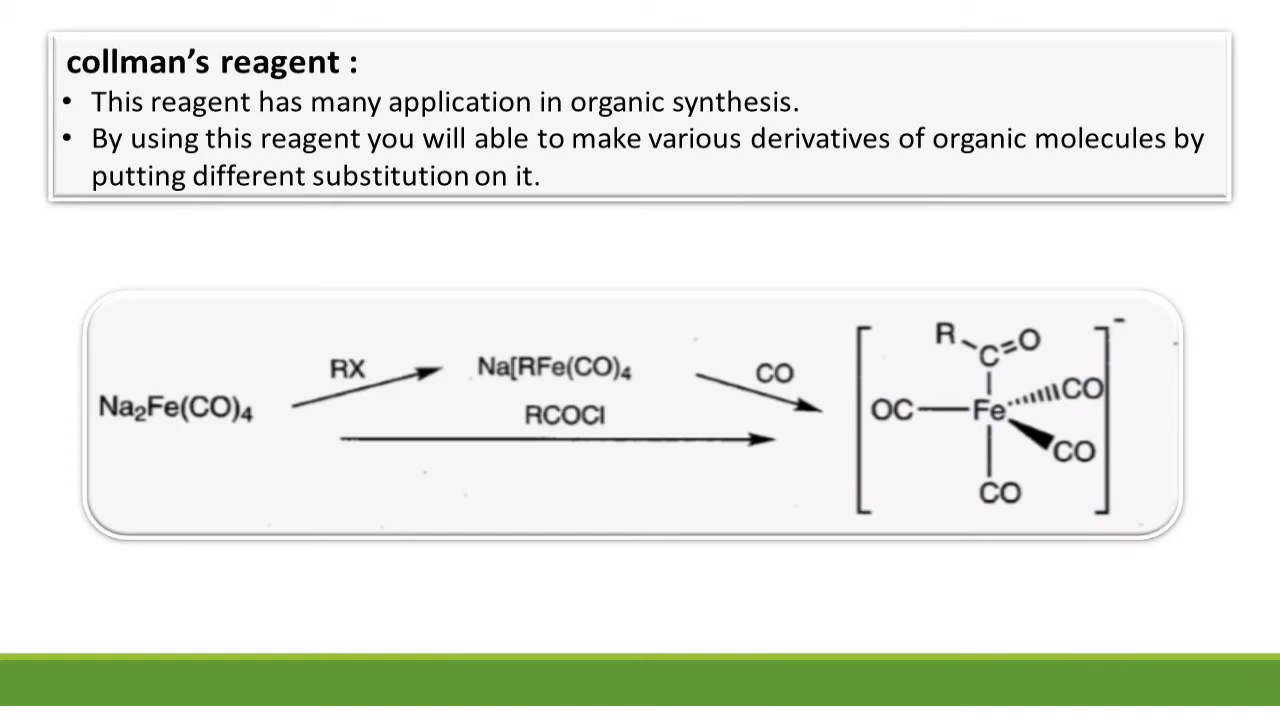 collman’s reagent :
• This reagent has many application in organic synthesis.
• By using this reagent you will able to make various derivatives of organic molecules by
putting different substitution on it.
Na₂Fe(CO)₄
RX
Na[RFe(CO)₄
CO
RCOCl
R
C=O
OC—Fe
CO
CO
CO
-